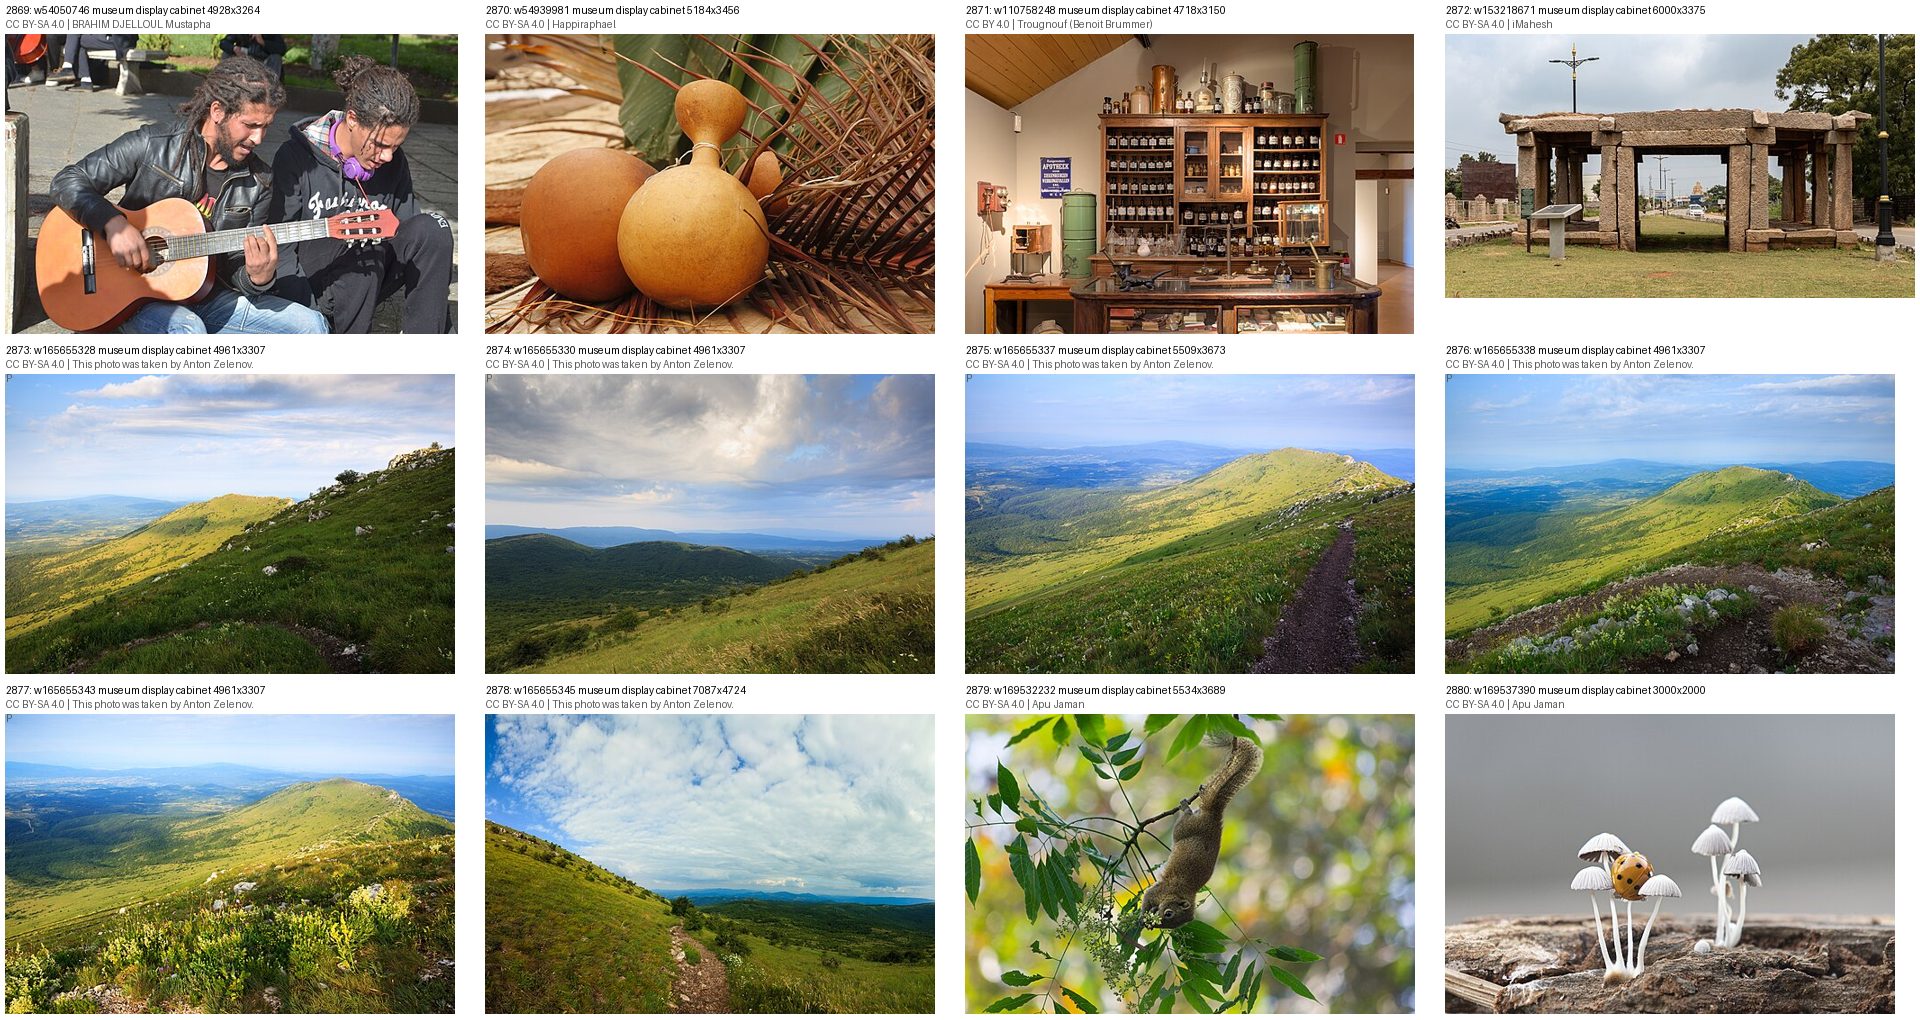 2869: w54050746 museum display cabinet 4928x3264
CC BY-SA 4.0 | BRAHIM DJELLOUL Mustapha
2870: w54939981 museum display cabinet 5184x3456
CC BY-SA 4.0 | Happiraphael
2871: w110758248 museum display cabinet 4718x3150
CC BY 4.0 | Trougnouf (Benoit Brummer)
2872: w153218671 museum display cabinet 6000x3375
CC BY-SA 4.0 | iMahesh
APOTHEEK
2873: w165655328 museum display cabinet 4961x3307
CC BY-SA 4.0 | This photo was taken by Anton Zelenov.
P
2874: w165655330 museum display cabinet 4961x3307
CC BY-SA 4.0 | This photo was taken by Anton Zelenov.
P
2875: w165655337 museum display cabinet 5509x3673
CC BY-SA 4.0 | This photo was taken by Anton Zelenov.
P
2876: w165655338 museum display cabinet 4961x3307
CC BY-SA 4.0 | This photo was taken by Anton Zelenov.
P
2877: w165655343 museum display cabinet 4961x3307
CC BY-SA 4.0 | This photo was taken by Anton Zelenov.
P
2878: w165655345 museum display cabinet 7087x4724
CC BY-SA 4.0 | This photo was taken by Anton Zelenov.
2879: w169532232 museum display cabinet 5534x3689
CC BY-SA 4.0 | Apu Jaman
2880: w169537390 museum display cabinet 3000x2000
CC BY-SA 4.0 | Apu Jaman